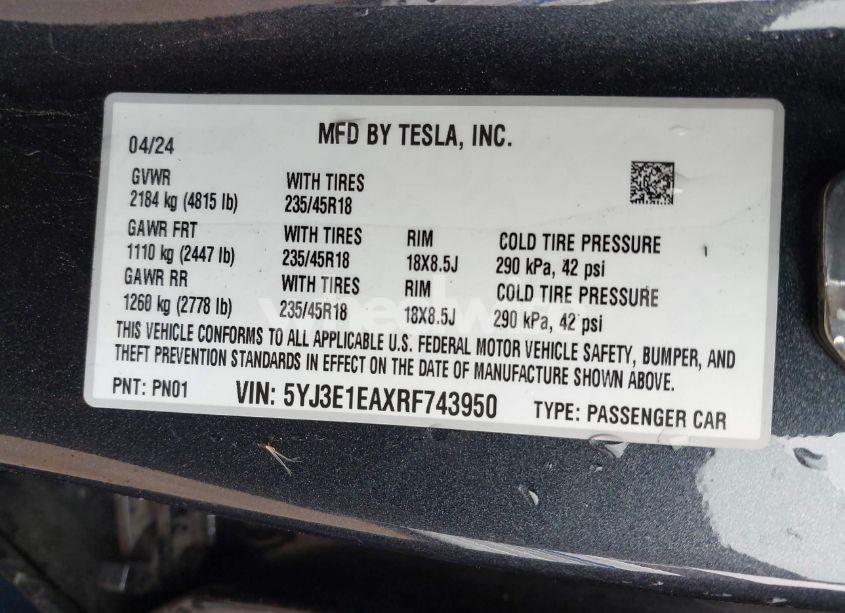 04/24 MFD BY TESLA, INC.
GVWR WITH TIRES
2184 kg (4815 lb) 235/45R18
GAWR FRT WITH TIRES RIM COLD TIRE PRESSURE
1110 kg (2447 lb) 235/45R18 18X8.5J 290 kPa, 42 psi
GAWR RR WITH TIRES RIM COLD TIRE PRESSURE
1260 kg (2778 lb) 235/45R18 18X8.5J 290 kPa, 42 psi
THIS VEHICLE CONFORMS TO ALL APPLICABLE U.S. FEDERAL MOTOR VEHICLE SAFETY, BUMPER, AND
THEFT PREVENTION STANDARDS IN EFFECT ON THE DATE OF MANUFACTURE SHOWN ABOVE.
PNT: PN01 VIN: 5YJ3E1EAXRF743950 TYPE: PASSENGER CAR